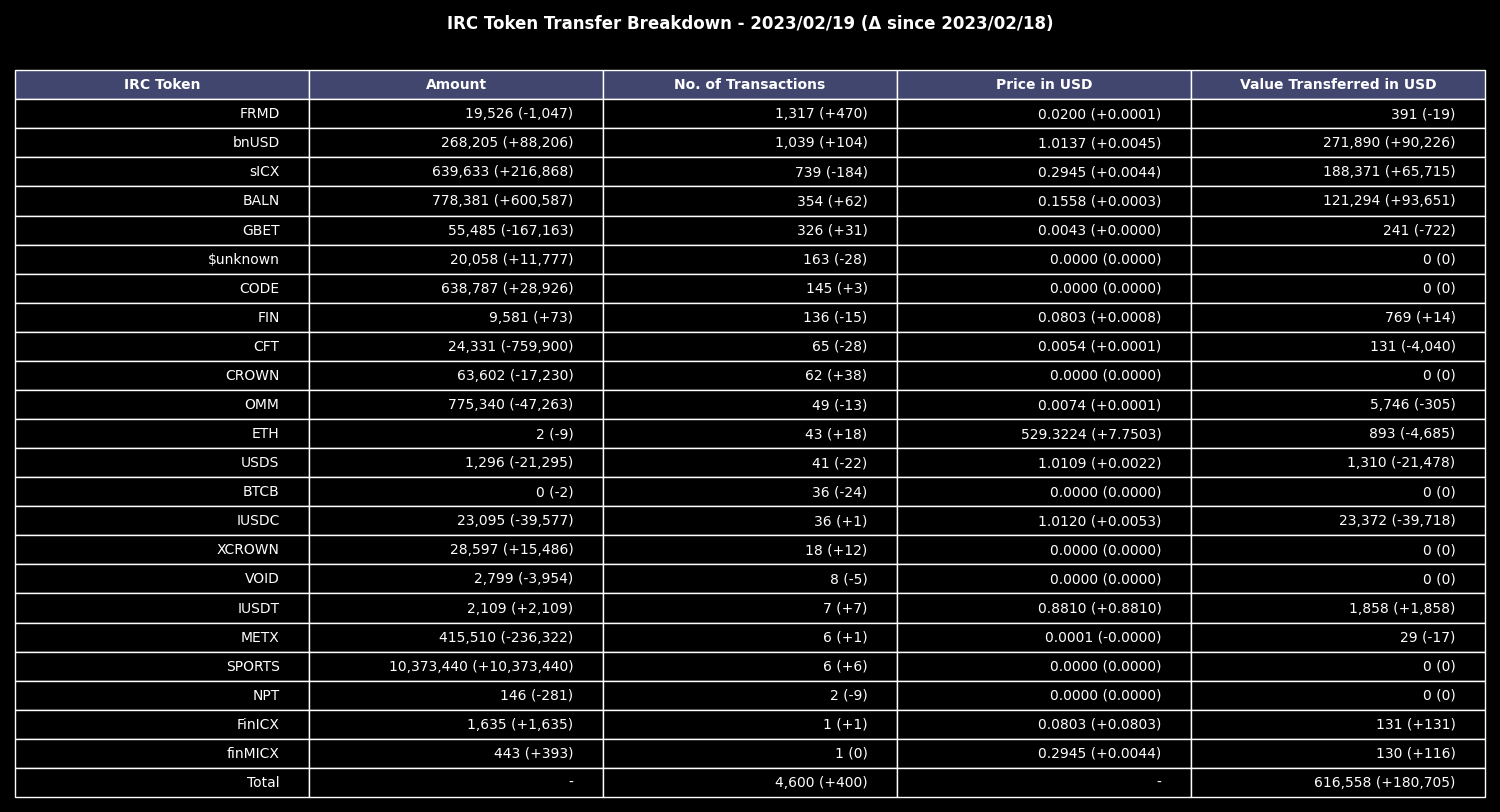 IRC Token Transfer Breakdown - 2023/02/19 (Δ since 2023/02/18)
IRC Token Amount No. of Transactions Price in USD Value Transferred in USD
FRMD 19,526 (-1,047) 1,317 (+470) 0.0200 (+0.0001) 391 (-19)
bnUSD 268,205 (+88,206) 1,039 (+104) 1.0137 (+0.0045) 271,890 (+90,226)
sICX 639,633 (+216,868) 739 (-184) 0.2945 (+0.0044) 188,371 (+65,715)
BALN 778,381 (+600,587) 354 (+62) 0.1558 (+0.0003) 121,294 (+93,651)
GBET 55,485 (-167,163) 326 (+31) 0.0043 (+0.0000) 241 (-722)
$unknown 20,058 (+11,777) 163 (-28) 0.0000 (0.0000) 0 (0)
CODE 638,787 (+28,926) 145 (+3) 0.0000 (0.0000) 0 (0)
FIN 9,581 (+73) 136 (-15) 0.0803 (+0.0008) 769 (+14)
CFT 24,331 (-759,900) 65 (-28) 0.0054 (+0.0001) 131 (-4,040)
CROWN 63,602 (-17,230) 62 (+38) 0.0000 (0.0000) 0 (0)
OMM 775,340 (-47,263) 49 (-13) 0.0074 (+0.0001) 5,746 (-305)
ETH 2 (-9) 43 (+18) 529.3224 (+7.7503) 893 (-4,685)
USDS 1,296 (-21,295) 41 (-22) 1.0109 (+0.0022) 1,310 (-21,478)
BTCB 0 (-2) 36 (-24) 0.0000 (0.0000) 0 (0)
IUSDC 23,095 (-39,577) 36 (+1) 1.0120 (+0.0053) 23,372 (-39,718)
XCROWN 28,597 (+15,486) 18 (+12) 0.0000 (0.0000) 0 (0)
VOID 2,799 (-3,954) 8 (-5) 0.0000 (0.0000) 0 (0)
IUSDT 2,109 (+2,109) 7 (+7) 0.8810 (+0.8810) 1,858 (+1,858)
METX 415,510 (-236,322) 6 (+1) 0.0001 (-0.0000) 29 (-17)
SPORTS 10,373,440 (+10,373,440) 6 (+6) 0.0000 (0.0000) 0 (0)
NPT 146 (-281) 2 (-9) 0.0000 (0.0000) 0 (0)
FinICX 1,635 (+1,635) 1 (+1) 0.0803 (+0.0803) 131 (+131)
finMICX 443 (+393) 1 (0) 0.2945 (+0.0044) 130 (+116)
Total - 4,600 (+400) - 616,558 (+180,705)